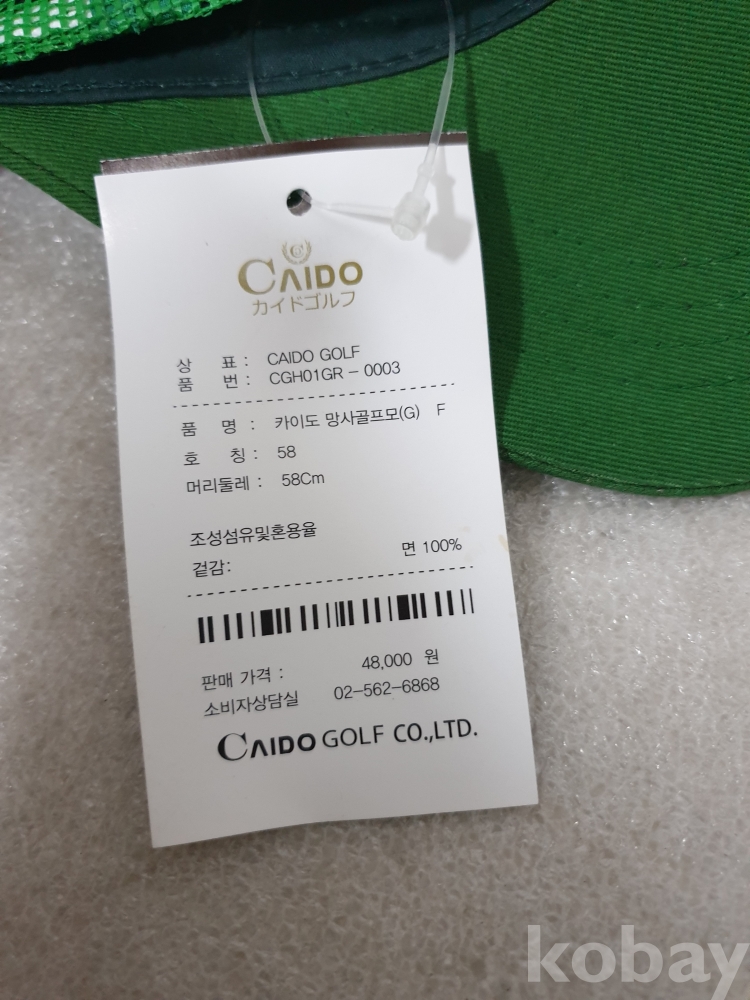 CAIDO
カイドゴルフ
상 표 : CAIDO GOLF
품 번 : CGH01GR - 0003
품 명 : 카이도 망사골프모(G) F
호 칭 : 58
머리둘레 : 58Cm
조성섬유및혼용율
겉감: 면 100%
판매 가격 : 48,000 원
소비자상담실 02-562-6868
CAIDO GOLF CO.,LTD.
kobay